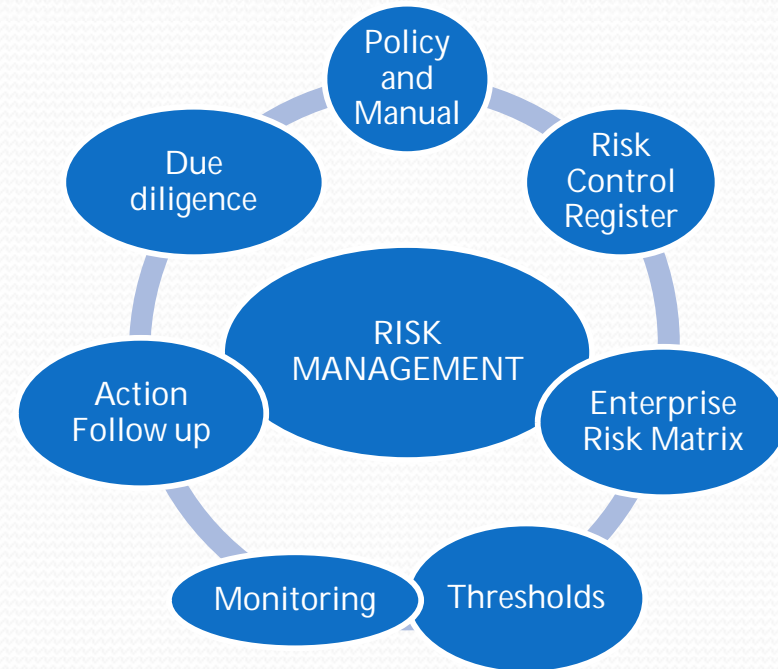 Policy
and
Manual
Risk
Control
Register
Enterprise
Risk Matrix
Thresholds
Monitoring
Action
Follow up
Due
diligence
RISK
MANAGEMENT